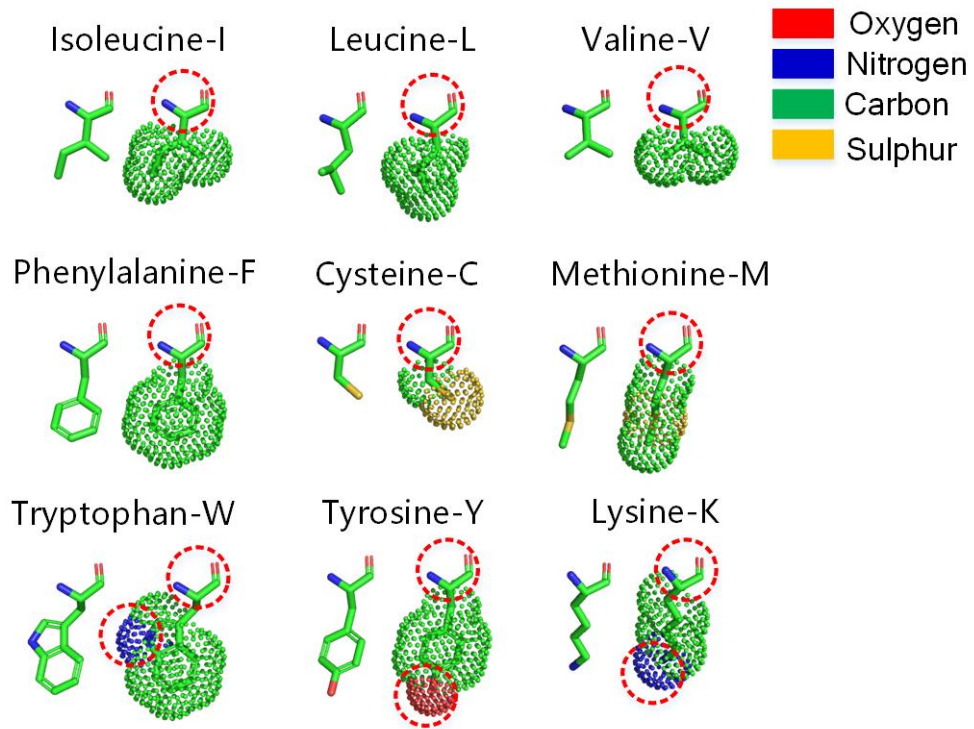 Isoleucine-I
Leucine-L
Valine-V
Oxygen
Nitrogen
Carbon
Sulphur
Phenylalanine-F
Cysteine-C
Methionine-M
Tryptophan-W
Tyrosine-Y
Lysine-K